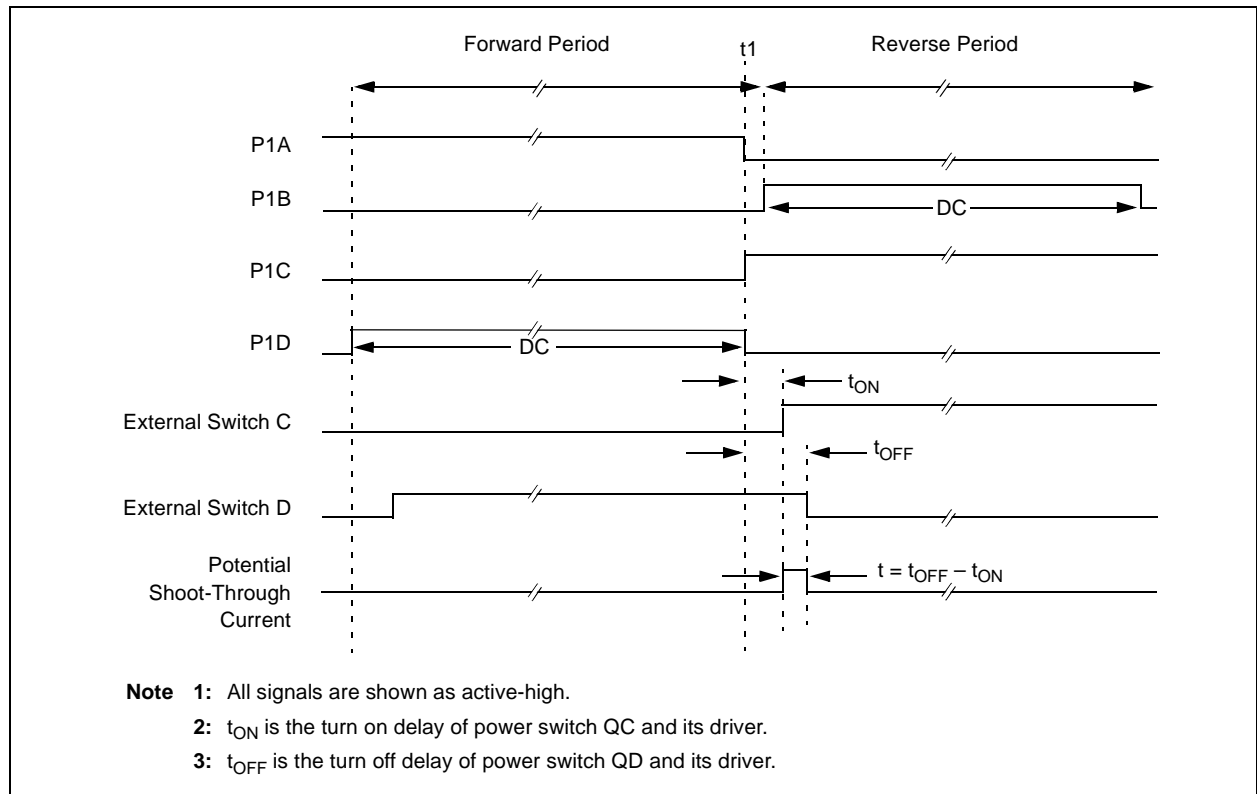 Forward Period
t1
Reverse Period
P1A
P1B
DC
P1C
P1D
DC
tON
External Switch C
tOFF
External Switch D
Potential
Shoot-Through
Current
t = tOFF – tON
Note 1: All signals are shown as active-high.
2: tON is the turn on delay of power switch QC and its driver.
3: tOFF is the turn off delay of power switch QD and its driver.